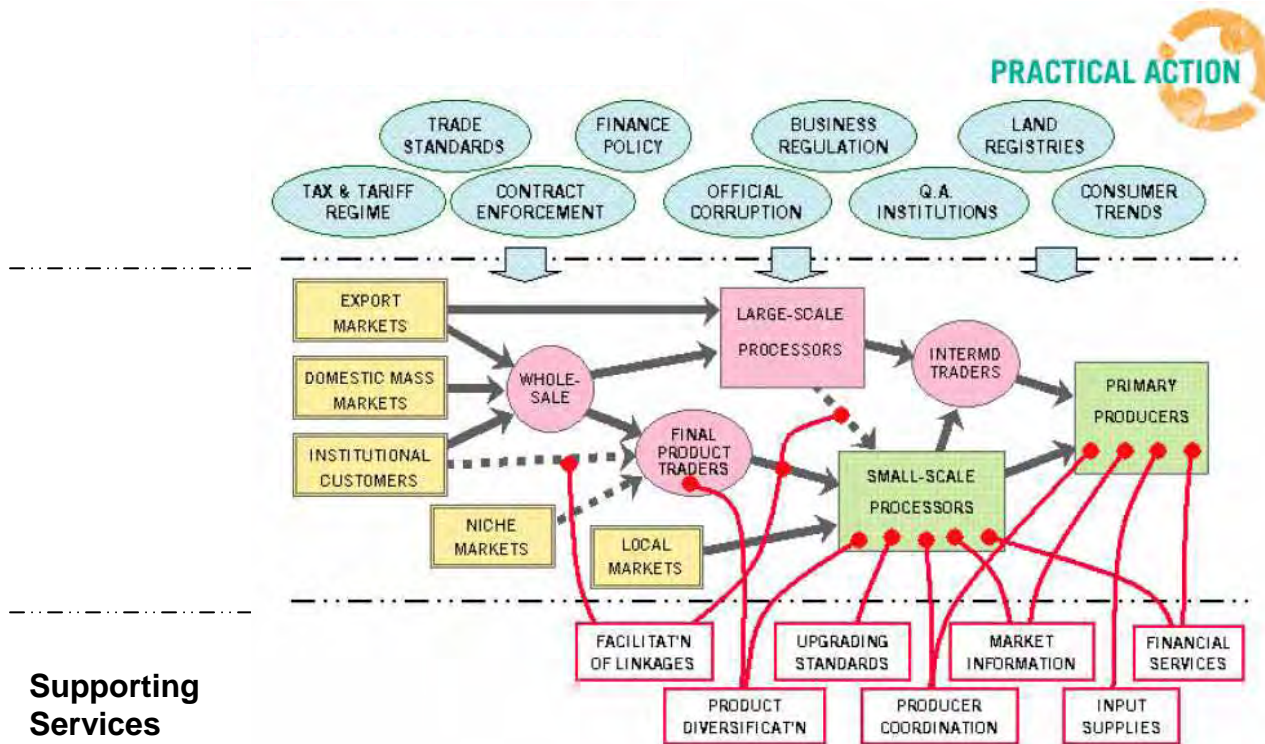 PRACTICAL ACTION
TRADE
STANDARDS
FINANCE
POLICY
BUSINESS
REGULATION
LAND
REGISTRIES
TAX & TARIFF
REGIME
CONTRACT
ENFORCEMENT
OFFICIAL
CORRUPTION
Q.A.
INSTITUTIONS
CONSUMER
TRENDS
EXPORT
MARKETS
LARGE-SCALE
PROCESSORS
INTERMD
TRADERS
DOMESTIC MASS
MARKETS
WHOLE-
SALE
PRIMARY
PRODUCERS
INSTITUTIONAL
CUSTOMERS
FINAL
PRODUCT
TRADERS
SMALL-SCALE
PROCESSORS
NICHE
MARKETS
LOCAL
MARKETS
FACILITAT'N
OF LINKAGES
UPGRADING
STANDARDS
MARKET
INFORMATION
FINANCIAL
SERVICES
PRODUCT
DIVERSIFICAT'N
PRODUCER
COORDINATION
INPUT
SUPPLIES
Supporting
Services